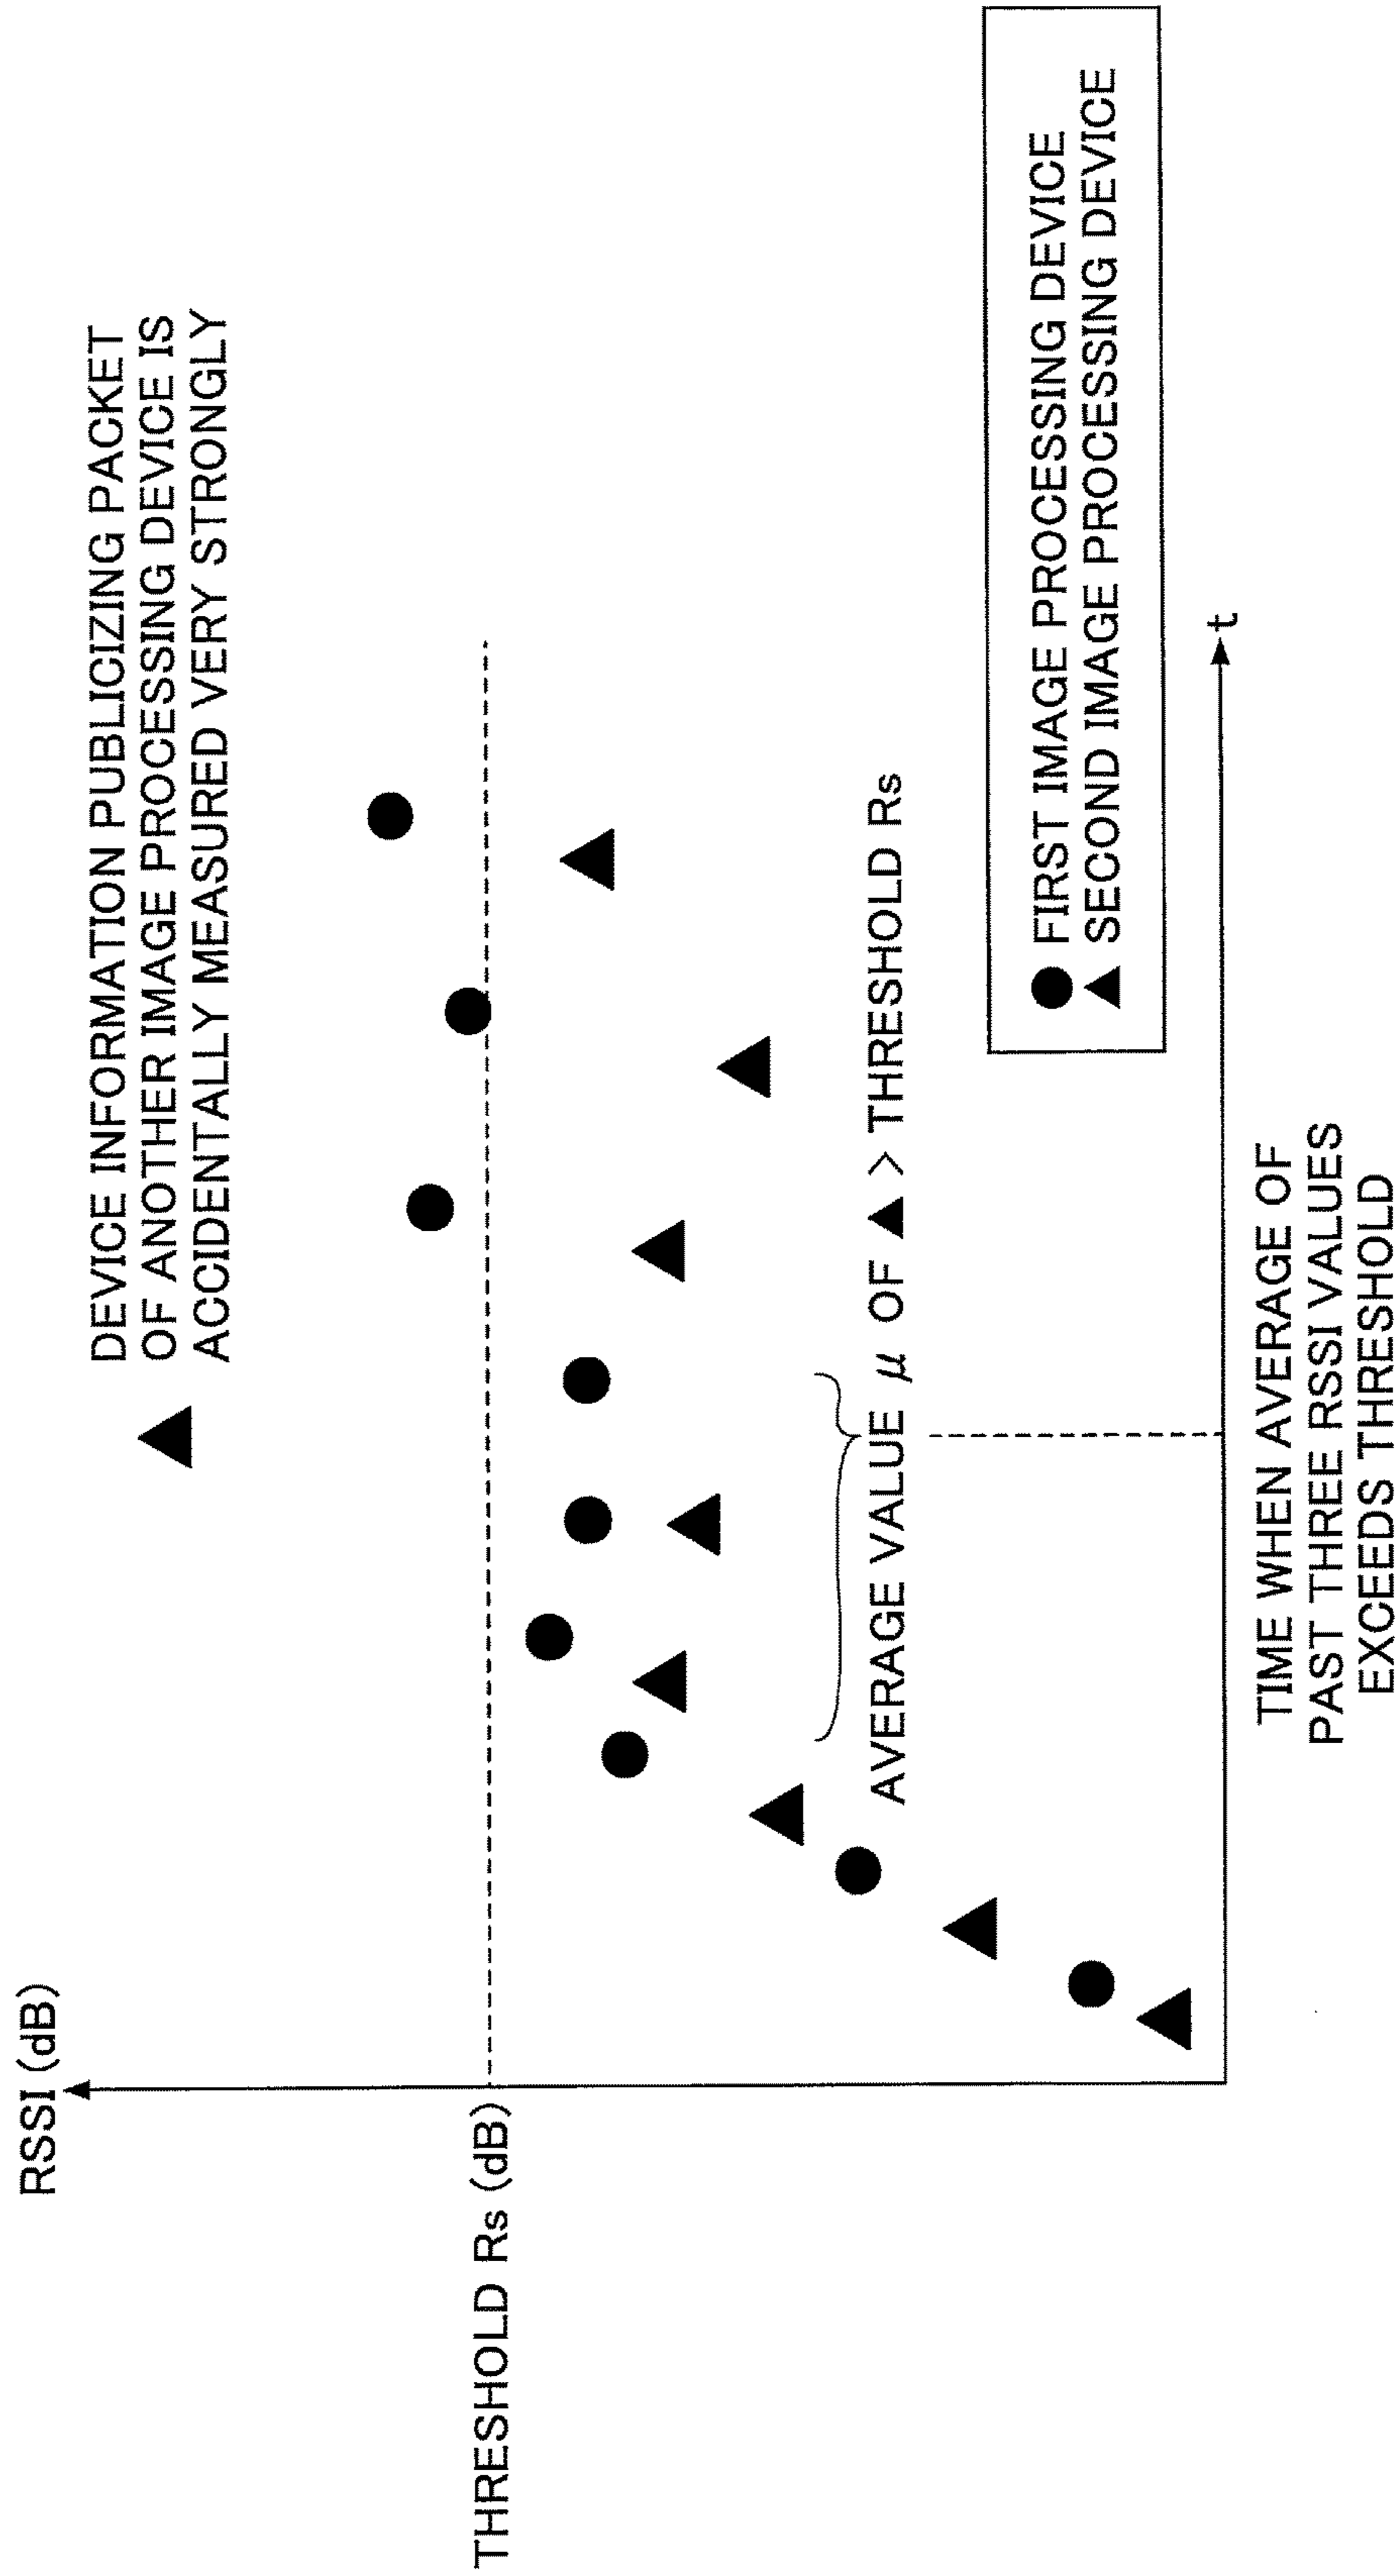 RSSI (dB)
DEVICE INFORMATION PUBLICIZING PACKET
OF ANOTHER IMAGE PROCESSING DEVICE IS
ACCIDENTALLY MEASURED VERY STRONGLY
THRESHOLD Rs (dB)
AVERAGE VALUE μ OF ▲ > THRESHOLD Rs
● FIRST IMAGE PROCESSING DEVICE
▲ SECOND IMAGE PROCESSING DEVICE
t
TIME WHEN AVERAGE OF
PAST THREE RSSI VALUES
EXCEEDS THRESHOLD